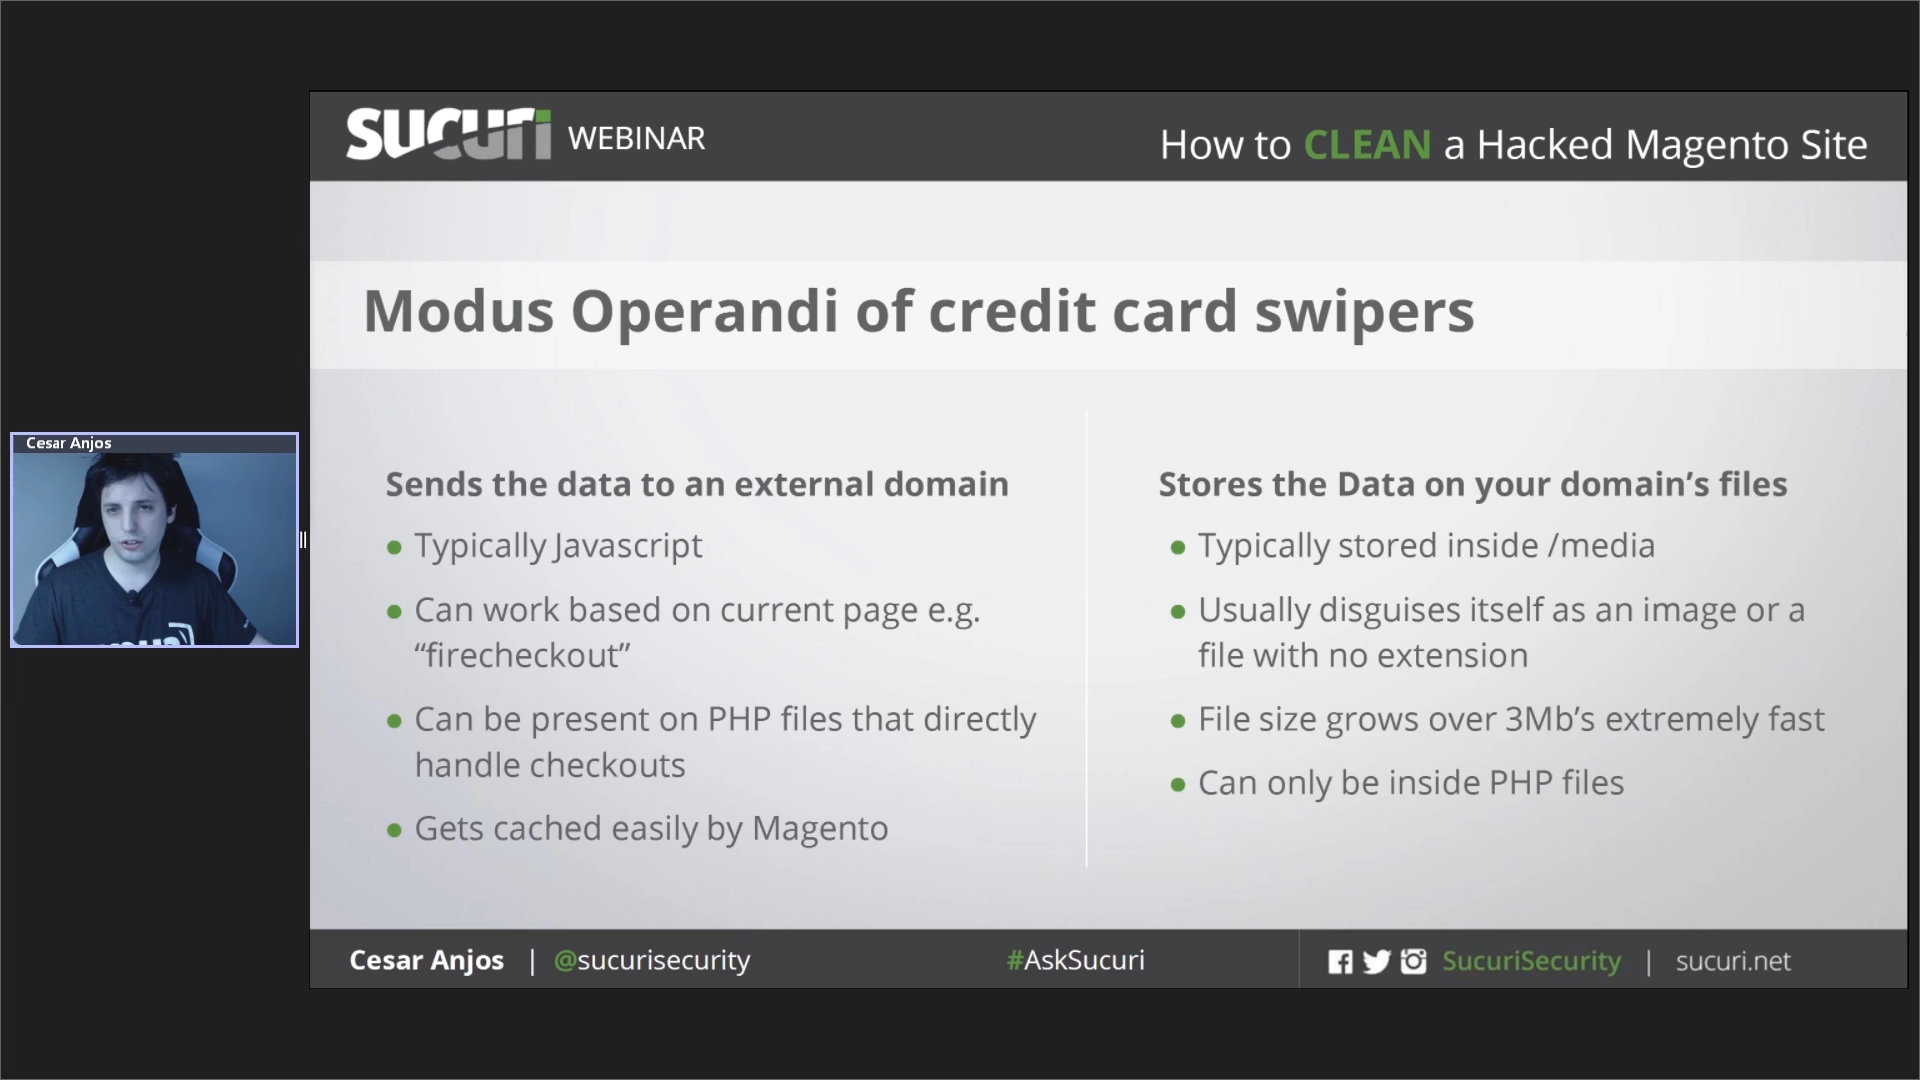 sucuri WEBINAR
How to CLEAN a Hacked Magento Site
Modus Operandi of credit card swipers
Cesar Anjos
Sends the data to an external domain
Typically Javascript
Can work based on current page e.g.
“firecheckout”
Can be present on PHP files that directly
handle checkouts
Gets cached easily by Magento
Stores the Data on your domain’s files
Typically stored inside /media
Usually disguises itself as an image or a
file with no extension
File size grows over 3Mb’s extremely fast
Can only be inside PHP files
Cesar Anjos | @sucurisecurity
#AskSucuri
SucuriSecurity | sucuri.net